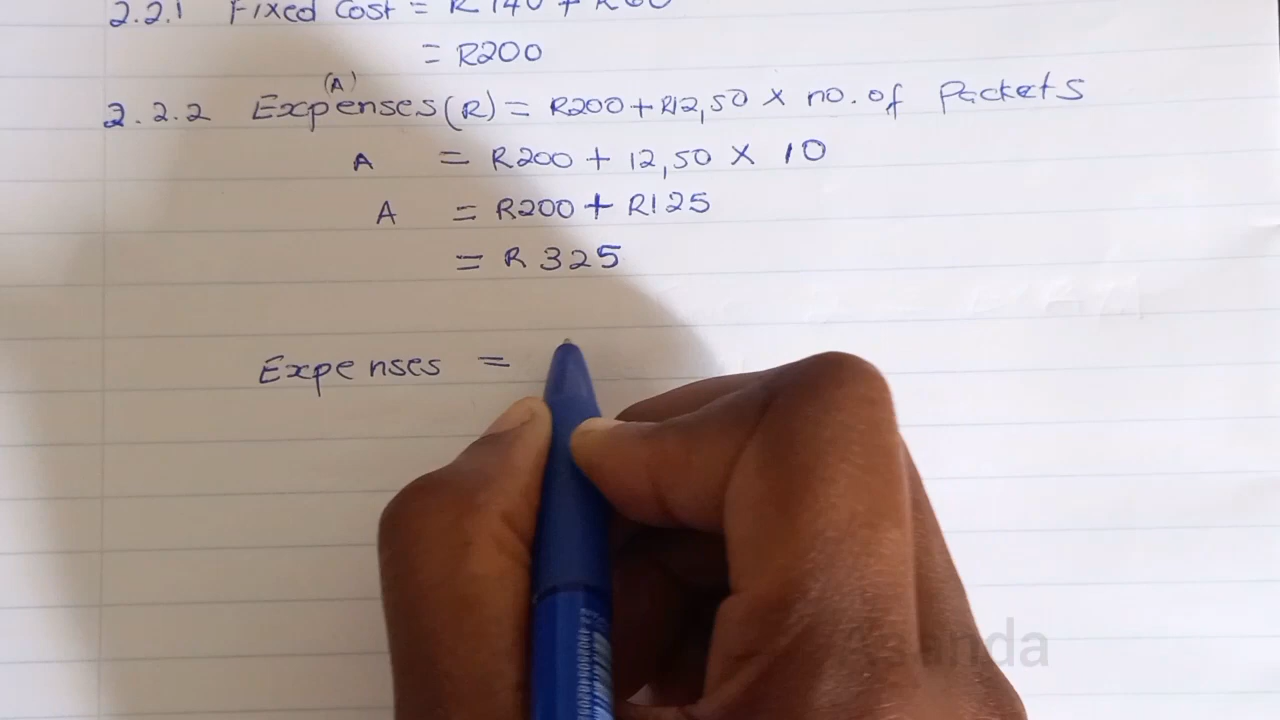 2.2.1 Fixed Cost = R140 + R60
= R200
(A)
2.2.2 Expenses (R) = R200 + R12,50 × no. of Packets
A = R200 + 12,50 × 10
A = R200 + R125
= R 325
Expenses =